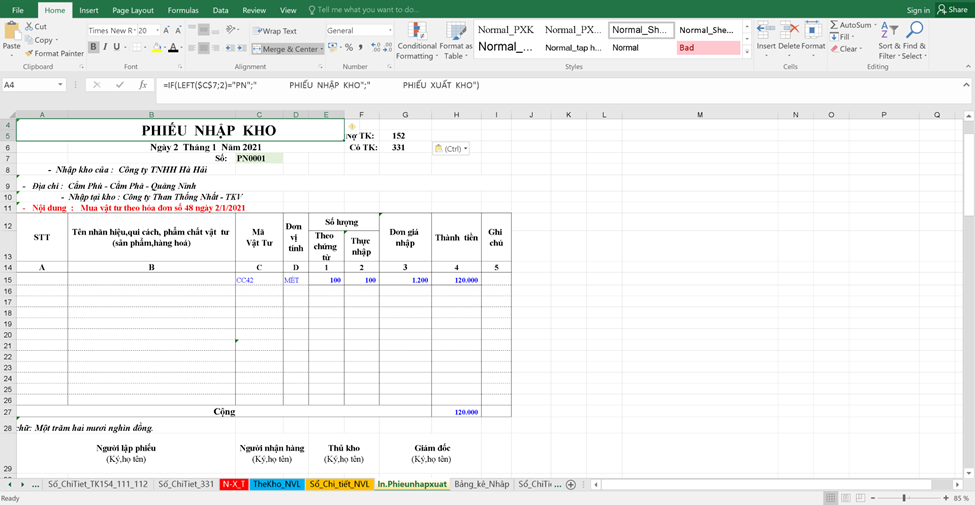 File Home Insert Page Layout Formulas Data Review View Tell me what you want to do... Sign in Share
Cut
Copy
Format Painter
Paste
Clipboard
Times New R 20 A A
B I U A
Font
Wrap Text
Merge & Center
Alignment
General
% , .0 .00
Number
Conditional Formatting
Format as Table
Normal_PXK Normal_PX... Normal_Sh... Normal_She...
Normal_... Normal_tap h... Normal Bad
Styles
Insert Delete Format
Cells
AutoSum
Fill
Clear
Sort & Filter
Find & Select
Editing
A4 fx =IF(LEFT($C$7;2)="PN";" PHIẾU NHẬP KHO";" PHIẾU XUẤT KHO")
A B C D E F G H I J K L M N O P Q
4
5 PHIẾU NHẬP KHO Nợ TK: 152
6 Ngày 2 Tháng 1 Năm 2021 Có TK: 331 (Ctrl)
7 Số: PN0001
8 - Nhập kho của : Công ty TNHH Hà Hải
9 - Địa chỉ : Cẩm Phú - Cẩm Phả - Quảng Ninh
10 - Nhập tại kho : Công ty Than Thống Nhất - TKV
11 - Nội dung : Mua vật tư theo hóa đơn số 48 ngày 2/1/2021
12
13
STT Tên nhãn hiệu,qui cách, phẩm chất vật tư (sản phẩm,hàng hoá) Mã Vật Tư Đơn vị tính Số lượng Theo chứng từ Thực nhập Đơn giá nhập Thành tiền Ghi chú
14 A B C D 1 2 3 4 5
15 CC42 MÉT 100 100 1.200 120.000
16
17
18
19
20
21
22
23
24
25
26
27 Cộng 120.000
28 chữ: Một trăm hai mươi nghìn đồng.
Người lập phiếu Người nhận hàng Thủ kho Giám đốc
29 (Ký,họ tên) (Ký,họ tên) (Ký,họ tên) (Ký,họ tên)
... Số_ChiTiet_TK154_111_112 Số_ChiTiet_331 N-X_T TheKho_NVL Số_Chi_tiết_NVL In.Phieunhapxuat Bảng_kê_Nhập Số_ChiTi ...
Ready 85 %